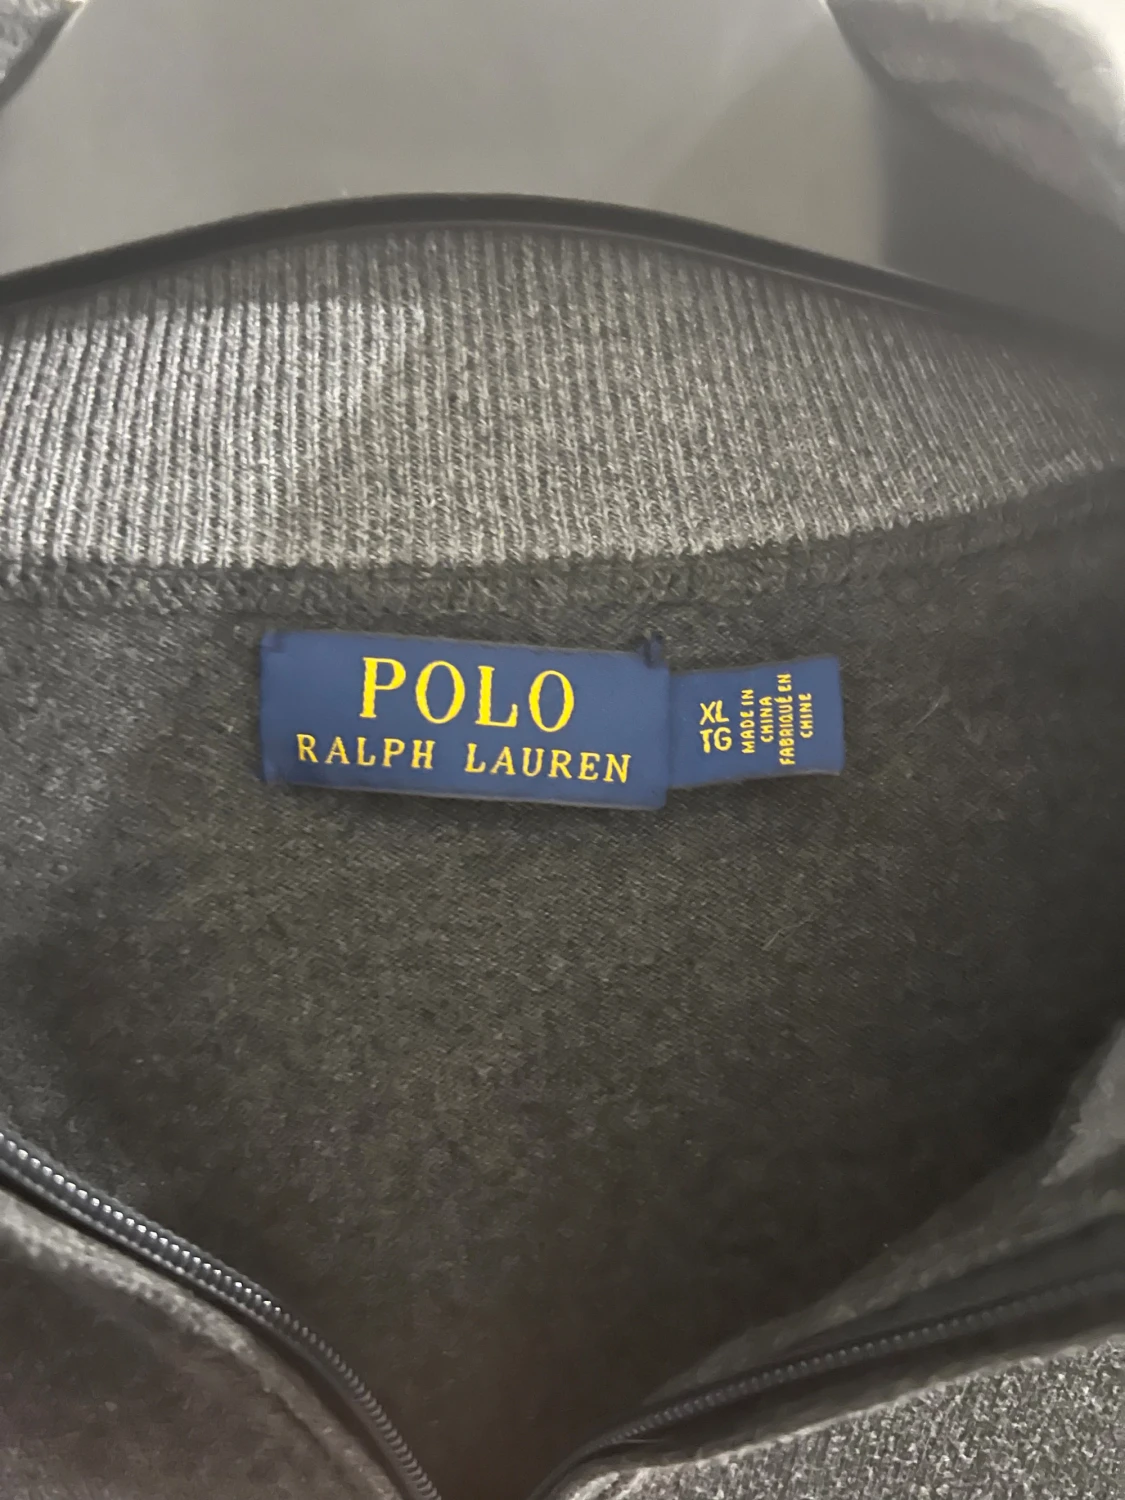 POLO
RALPH LAUREN
XL
TG
MADE IN
CHINA
FABRIQUÉ EN
CHINE